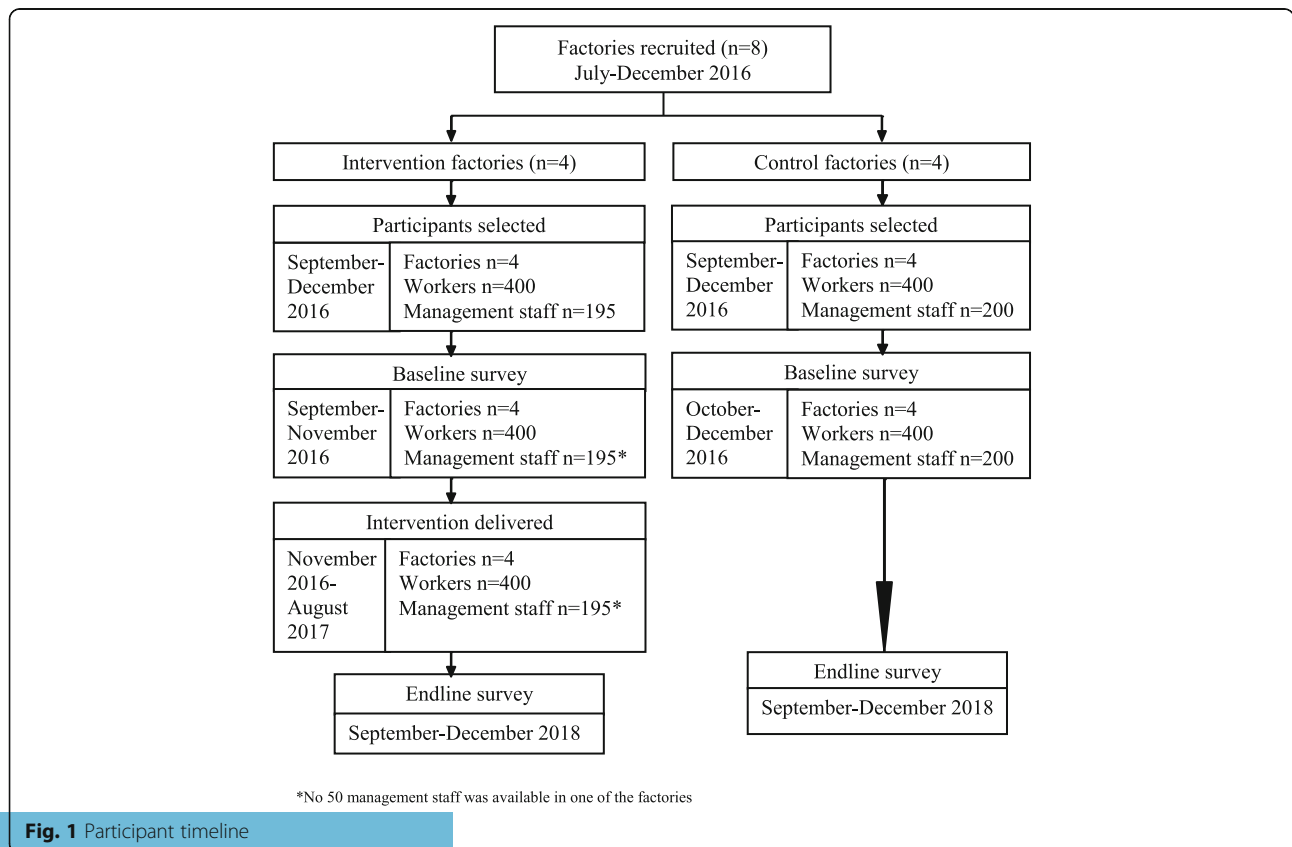 Factories recruited (n=8)
July-December 2016
Intervention factories (n=4)
Control factories (n=4)
Participants selected
September-
December
2016
Factories n=4
Workers n=400
Management staff n=195
Participants selected
September-
December
2016
Factories n=4
Workers n=400
Management staff n=200
Baseline survey
September-
November
2016
Factories n=4
Workers n=400
Management staff n=195*
Baseline survey
October-
December
2016
Factories n=4
Workers n=400
Management staff n=200
Intervention delivered
November
2016-
August
2017
Factories n=4
Workers n=400
Management staff n=195*
Endline survey
September-December 2018
Endline survey
September-December 2018
*No 50 management staff was available in one of the factories
Fig. 1 Participant timeline